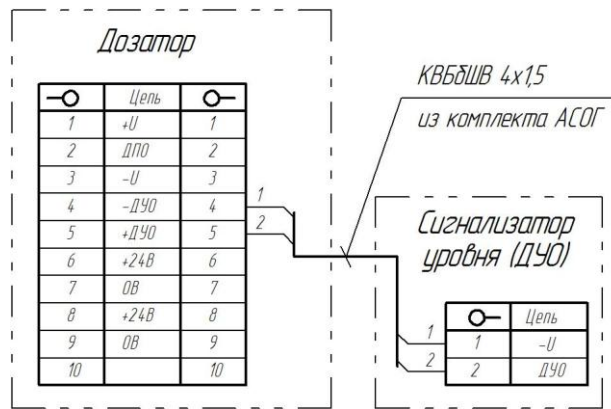 Дозатор
Цепь
1 +U 1
2 ДПО 2
3 -U 3
4 -ДУО 4
5 +ДУО 5
6 +24В 6
7 0В 7
8 +24В 8
9 0В 9
10 10
1
2
КВБбШВ 4х1,5
из комплекта АСОГ
Сигнализатор
уровня (ДУО)
Цепь
1 1 -U
2 2 ДУО